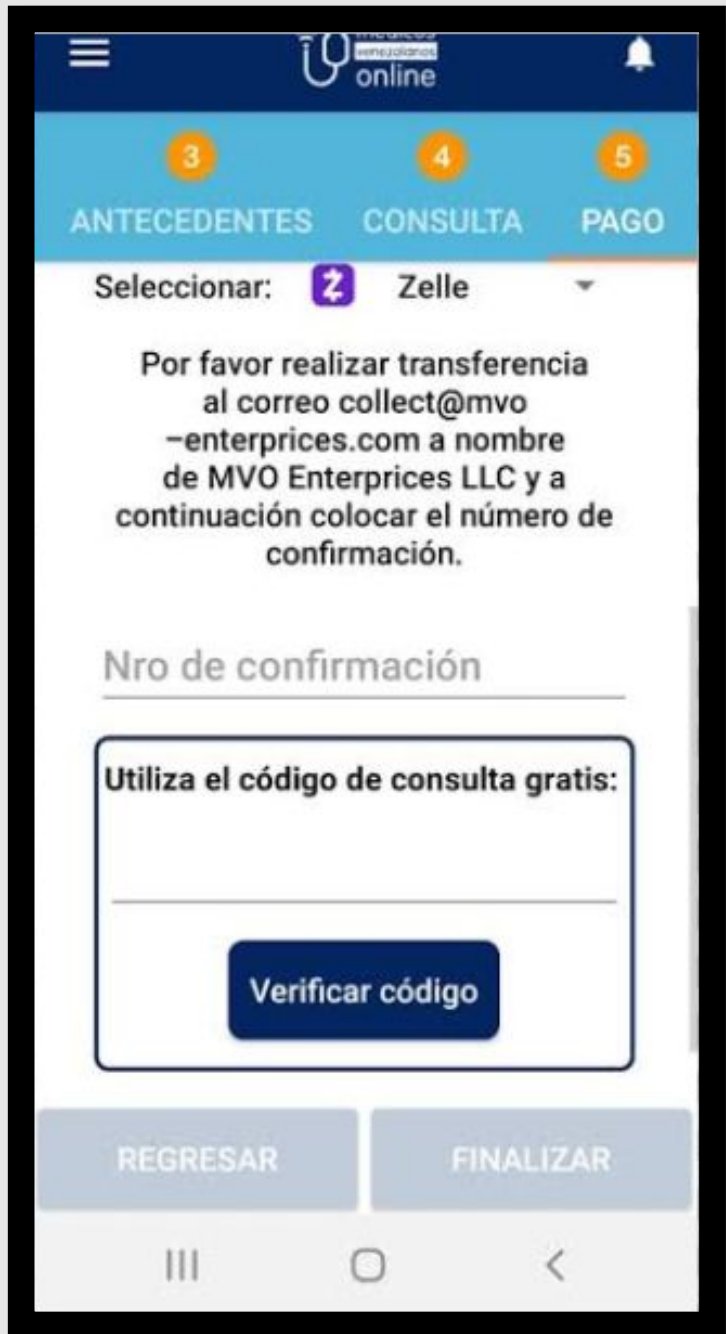 médicos
venezolanos
online
3
4
5
ANTECEDENTES
CONSULTA
PAGO
Seleccionar:
Zelle
Por favor realizar transferencia
al correo collect@mvo
-enterprices.com a nombre
de MVO Enterprices LLC y a
continuación colocar el número de
confirmación.
Nro de confirmación
Utiliza el código de consulta gratis:
Verificar código
REGRESAR
FINALIZAR